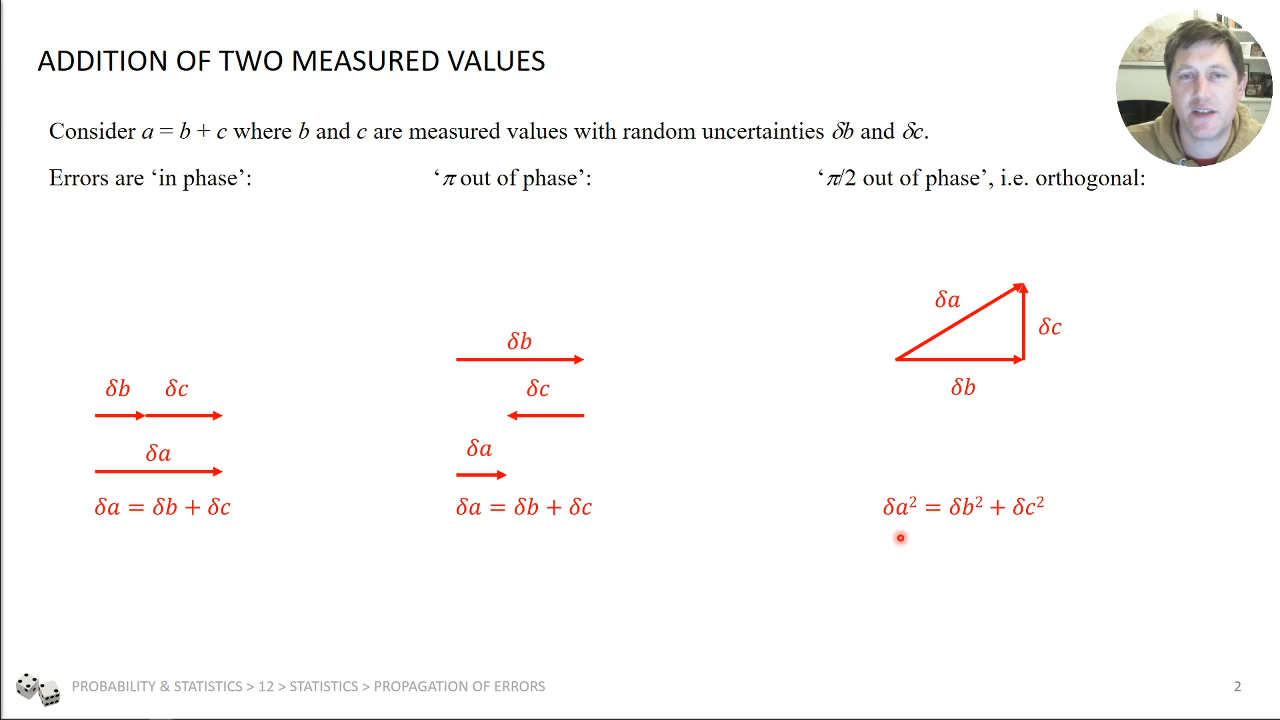 ADDITION OF TWO MEASURED VALUES
Consider a = b + c where b and c are measured values with random uncertainties δb and δc.
Errors are ‘in phase’:
‘π out of phase’:
‘π/2 out of phase’, i.e. orthogonal:
δb δc
δa
δa = δb + δc
δb
δc
δa
δa = δb + δc
δa
δc
δb
δa² = δb² + δc²
PROBABILITY & STATISTICS > 12 > STATISTICS > PROPAGATION OF ERRORS
2